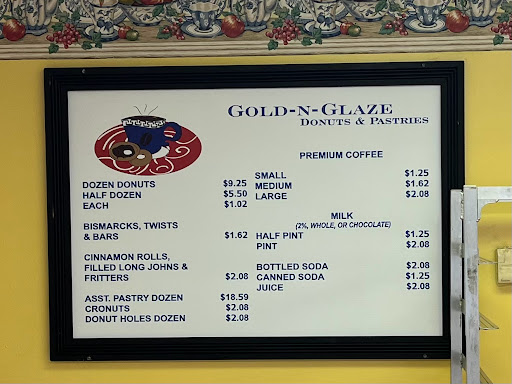 GOLD-N-GLAZE
DONUTS & PASTRIES
DOZEN DONUTS $9.25
HALF DOZEN $5.50
EACH $1.02
BISMARCKS, TWISTS
& BARS $1.62
CINNAMON ROLLS,
FILLED LONG JOHNS &
FRITTERS $2.08
ASST. PASTRY DOZEN $18.59
CRONUTS $2.08
DONUT HOLES DOZEN $2.08
PREMIUM COFFEE
SMALL $1.25
MEDIUM $1.62
LARGE $2.08
MILK
(2%, WHOLE, OR CHOCOLATE)
HALF PINT $1.25
PINT $2.08
BOTTLED SODA $2.08
CANNED SODA $1.25
JUICE $2.08